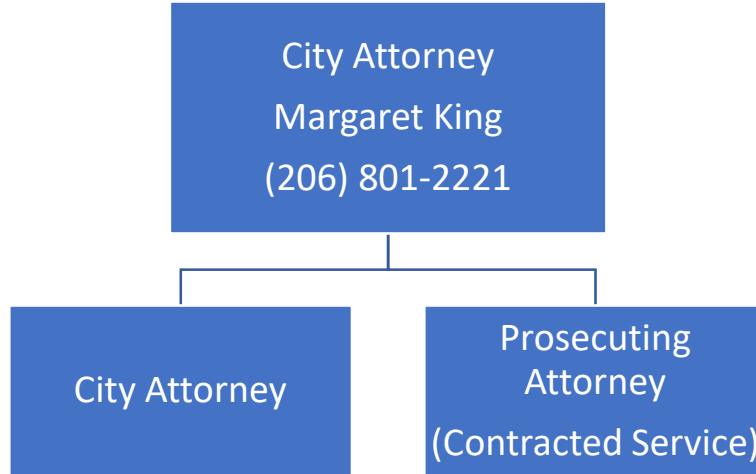 City Attorney
Margaret King
(206) 801-2221
City Attorney
Prosecuting
Attorney
(Contracted Service)